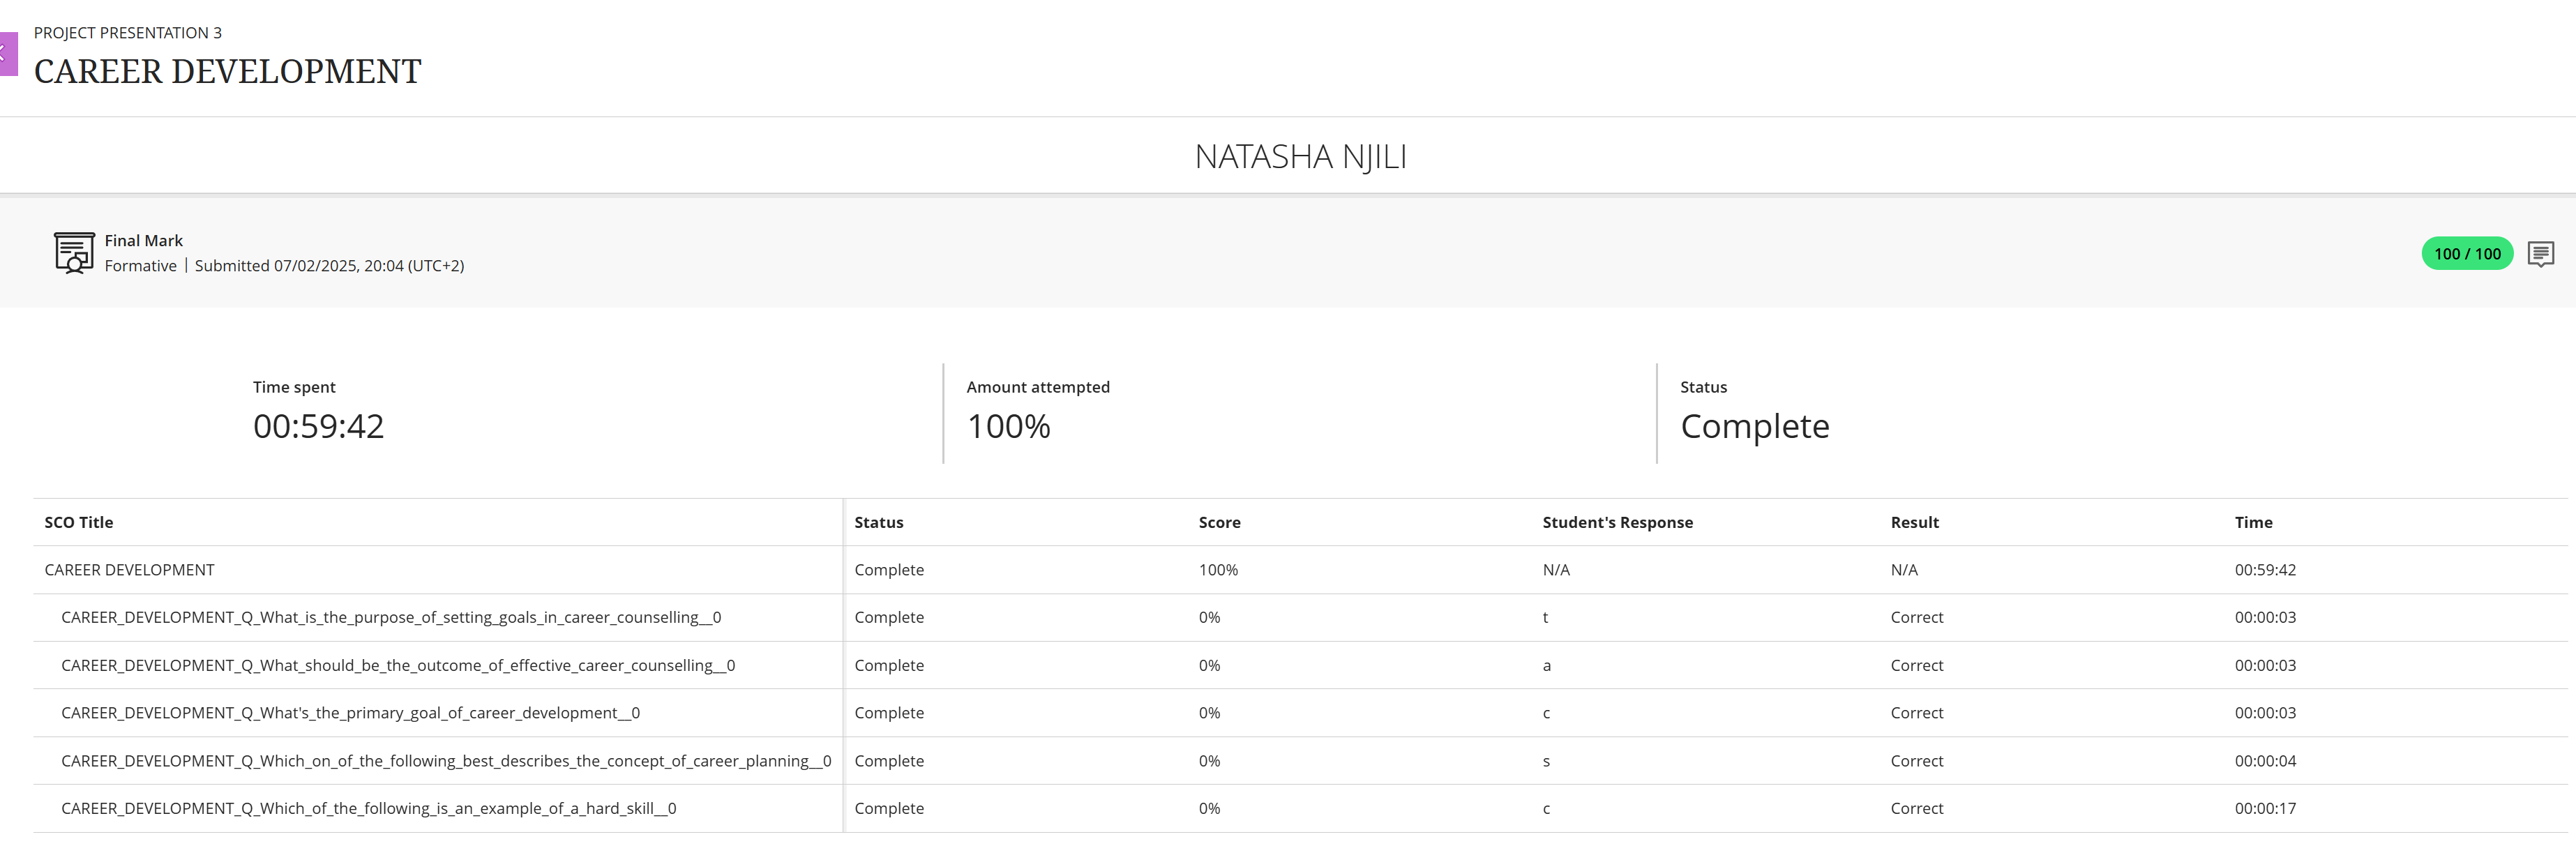 PROJECT PRESENTATION 3
CAREER DEVELOPMENT
NATASHA NJILI
Final Mark
Formative | Submitted 07/02/2025, 20:04 (UTC+2)
100 / 100
Time spent
00:59:42
Amount attempted
100%
Status
Complete
SCO Title Status Score Student's Response Result Time
CAREER DEVELOPMENT Complete 100% N/A N/A 00:59:42
CAREER_DEVELOPMENT_Q_What_is_the_purpose_of_setting_goals_in_career_counselling__0 Complete 0% t Correct 00:00:03
CAREER_DEVELOPMENT_Q_What_should_be_the_outcome_of_effective_career_counselling__0 Complete 0% a Correct 00:00:03
CAREER_DEVELOPMENT_Q_What's_the_primary_goal_of_career_development__0 Complete 0% c Correct 00:00:03
CAREER_DEVELOPMENT_Q_Which_on_of_the_following_best_describes_the_concept_of_career_planning__0 Complete 0% s Correct 00:00:04
CAREER_DEVELOPMENT_Q_Which_of_the_following_is_an_example_of_a_hard_skill__0 Complete 0% c Correct 00:00:17